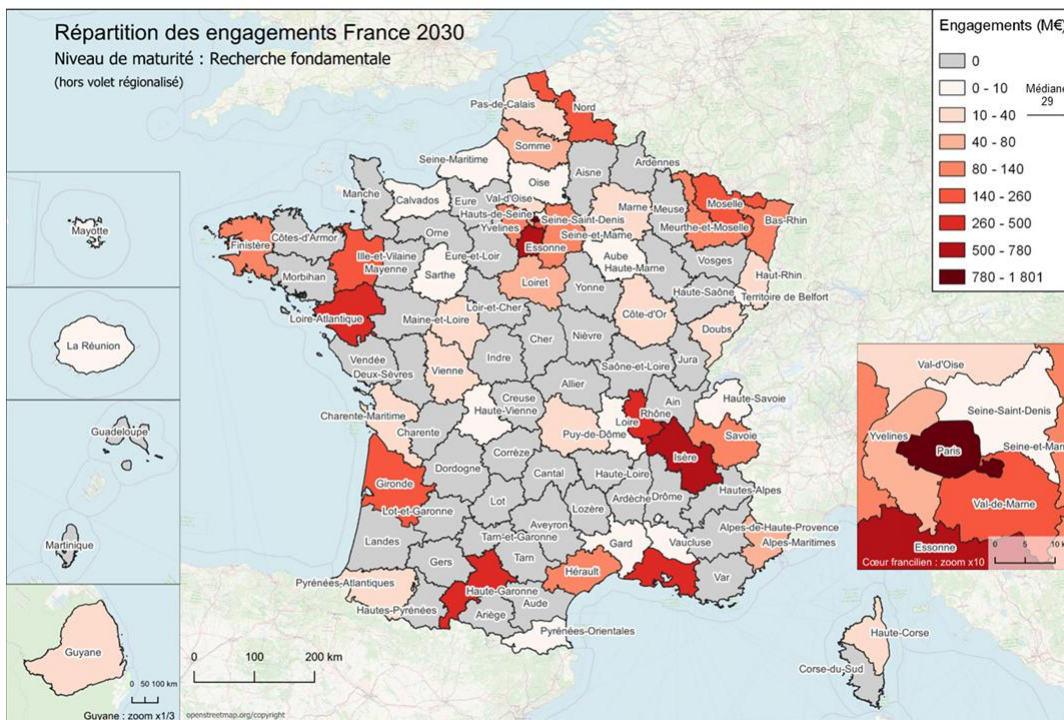 Répartition des engagements France 2030
Niveau de maturité : Recherche fondamentale
(hors volet régionalisé)
Engagements (M€)
0
0 - 10
Médiane
29
10 - 40
40 - 80
80 - 140
140 - 260
260 - 500
500 - 780
780 - 1 801
Pas-de-Calais
Nord
Somme
Seine-Maritime
Ardennes
Aisne
Oise
Manche
Calvados
Eure
Val-d'Oise
Hauts-de-Seine
Seine-Saint-Denis
Marne
Meuse
Moselle
Bas-Rhin
Yvelines
Seine-et-Marne
Meurthe-et-Moselle
Orne
Essonne
Finistère
Côtes-d'Armor
Ille-et-Vilaine
Mayenne
Eure-et-Loir
Aube
Haute-Marne
Vosges
Morbihan
Sarthe
Loiret
Haut-Rhin
Yonne
Haute-Saône
Territoire de Belfort
Loire-Atlantique
Maine-et-Loire
Loir-et-Cher
Côte-d'Or
Doubs
Cher
Nièvre
Vendée
Indre
Jura
Saône-et-Loire
Deux-Sèvres
Vienne
Allier
Ain
Creuse
Haute-Savoie
Charente-Maritime
Haute-Vienne
Rhône
Loire
Puy-de-Dôme
Charente
Savoie
Corrèze
Isère
Dordogne
Cantal
Haute-Loire
Gironde
Ardèche
Drôme
Hautes-Alpes
Lot
Lozère
Lot-et-Garonne
Aveyron
Alpes-de-Haute-Provence
Landes
Tarn-et-Garonne
Gard
Vaucluse
Alpes-Maritimes
Gers
Tarn
Hérault
Var
Pyrénées-Atlantiques
Haute-Garonne
Hautes-Pyrénées
Aude
Ariège
Pyrénées-Orientales
Haute-Corse
Corse-du-Sud
Mayotte
La Réunion
Guadeloupe
Martinique
Guyane
0 50 100 km
Guyane : zoom x1/3
0 100 200 km
openstreetmap.org/copyright
Val-d'Oise
Seine-Saint-Denis
Yvelines
Paris
Seine-et-Mar
Val-de-Marne
Essonne
0 5 10 k
Cœur francilien : zoom x10